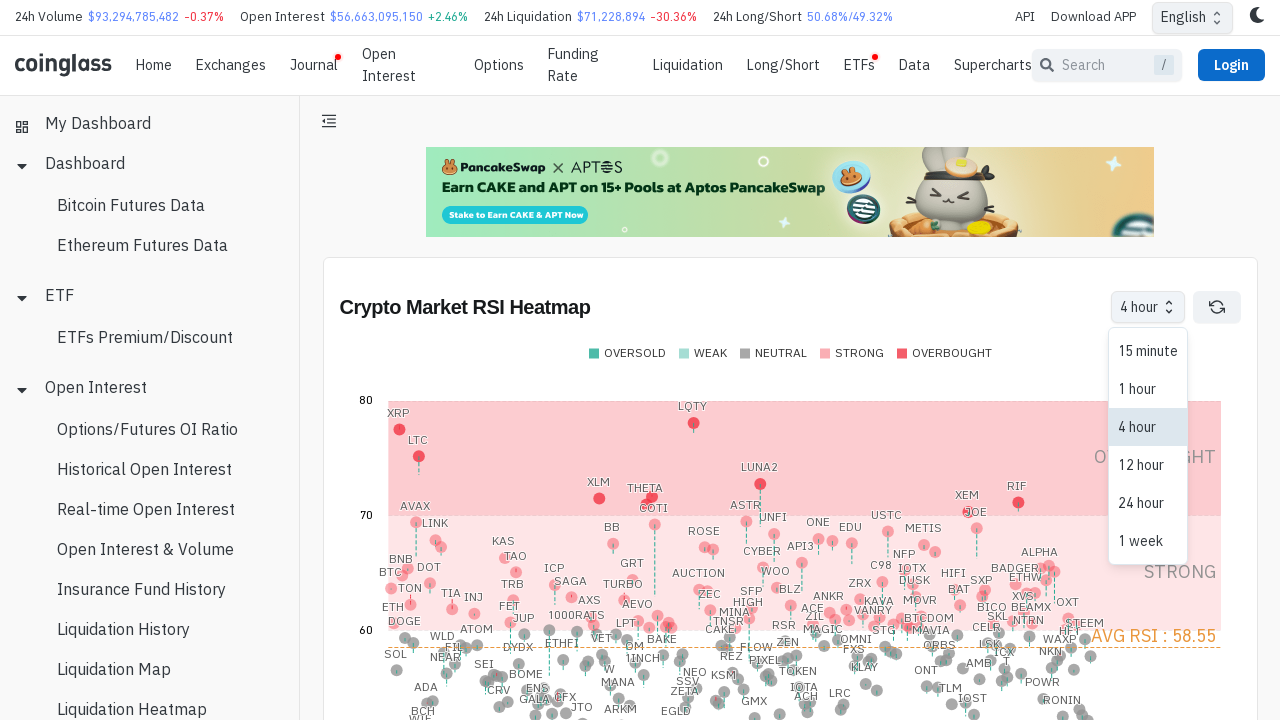 24h Volume $93,294,785,482 -0.37% Open Interest $56,663,095,150 +2.46% 24h Liquidation $71,228,894 -30.36% 24h Long/Short 50.68%/49.32% API Download APP English
coinglass Home Exchanges Journal Open Interest Options Funding Rate Liquidation Long/Short ETFs Data Supercharts Search / Login
My Dashboard
Dashboard
Bitcoin Futures Data
Ethereum Futures Data
ETF
ETFs Premium/Discount
Open Interest
Options/Futures OI Ratio
Historical Open Interest
Real-time Open Interest
Open Interest & Volume
Insurance Fund History
Liquidation History
Liquidation Map
Liquidation Heatmap
PancakeSwap × APTOS
Earn CAKE and APT on 15+ Pools at Aptos PancakeSwap
Stake to Earn CAKE & APT Now
Crypto Market RSI Heatmap
4 hour
15 minute
1 hour
4 hour
12 hour
24 hour
1 week
OVERSOLD WEAK NEUTRAL STRONG OVERBOUGHT
80
XRP LQTY
LTC
LUNA2
XLM THETA XEM RIF
70
AVAX COTI ASTR UNFI JOE
LINK BB ROSE ONE EDU USTC METIS
KAS CYBER API3 NFP ALPHA
BNB TAO ICP GRT WOO C98 IOTX BADGER
BTC DOT TRB SAGA TURBO AUCTION ZRX DUSK HIFI SXP ETHW
TON TIA INJ AXS ZEC SFP BLZ ANKR KAVA MOVR BAT XVS OXT
ETH FET AEVO HIGH ACE VANRY BICO BEAMX
DOGE JUP 1000RATS LPT MINA TNSR RSR ZIL MAGIC STG BTCDOM MAVIA CELR SKL NTRN HFT STEEM
60
STRONG
AVG RSI : 58.55
SOL WLD ATOM DYDX ETHFI VET BAKE CAKE ZEN OMNI ORBS LSK WAXP
NEAR FIL SEI BOME OM 1INCH REZ FLOW PIXEL FXS KLAY ICX NKN
ADA CRV ENS W MANA NEO KSM TOKEN ONT AMB T POWR
BCH GALA CFX JTO ARKM SSV ZETA EGLD GMX IOTA ACH LRC TLM IOST RONIN